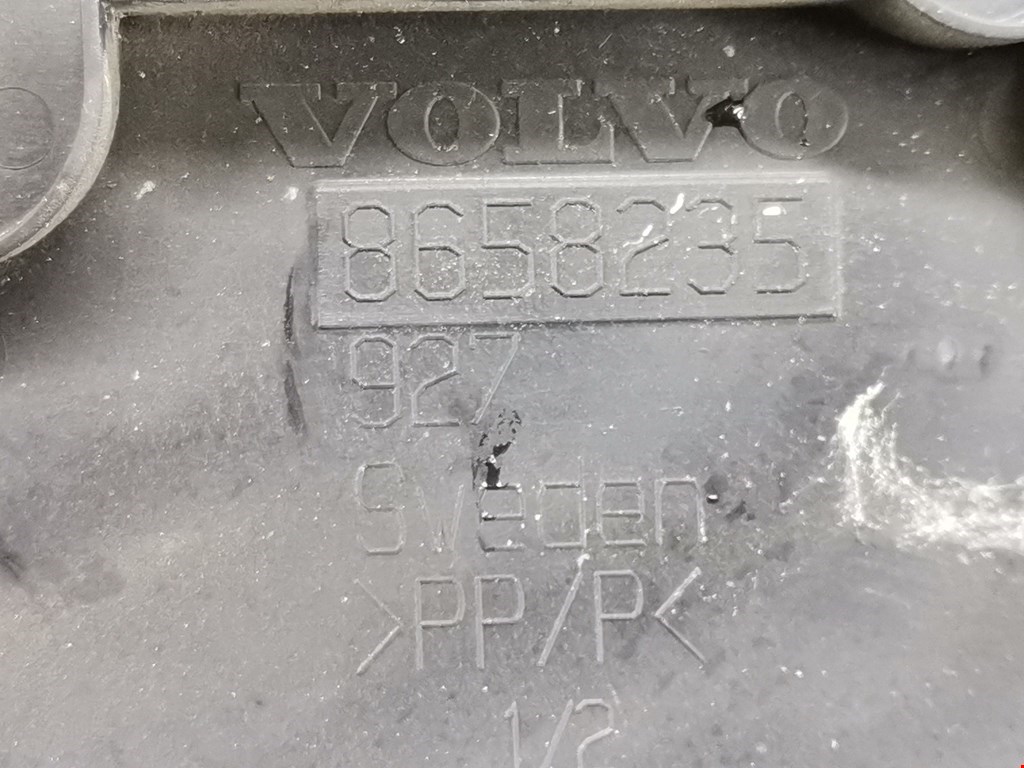 VOLVO
8658235
927
Sweden
>PP/P<
1/2